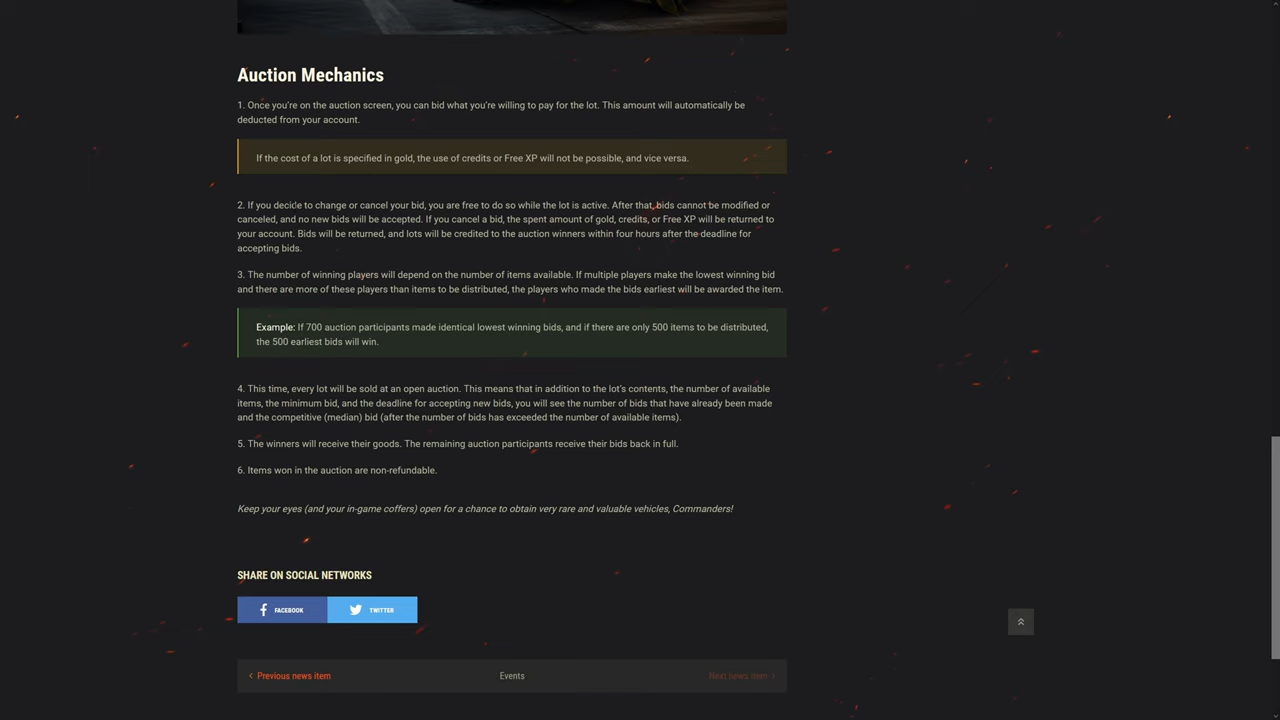 Auction Mechanics
1. Once you're on the auction screen, you can bid what you're willing to pay for the lot. This amount will automatically be
deducted from your account.
If the cost of a lot is specified in gold, the use of credits or Free XP will not be possible, and vice versa.
2. If you decide to change or cancel your bid, you are free to do so while the lot is active. After that, bids cannot be modified or
canceled, and no new bids will be accepted. If you cancel a bid, the spent amount of gold, credits, or Free XP will be returned to
your account. Bids will be returned, and lots will be credited to the auction winners within four hours after the deadline for
accepting bids.
3. The number of winning players will depend on the number of items available. If multiple players make the lowest winning bid
and there are more of these players than items to be distributed, the players who made the bids earliest will be awarded the item.
Example: If 700 auction participants made identical lowest winning bids, and if there are only 500 items to be distributed,
the 500 earliest bids will win.
4. This time, every lot will be sold at an open auction. This means that in addition to the lot's contents, the number of available
items, the minimum bid, and the deadline for accepting new bids, you will see the number of bids that have already been made
and the competitive (median) bid (after the number of bids has exceeded the number of available items).
5. The winners will receive their goods. The remaining auction participants receive their bids back in full.
6. Items won in the auction are non-refundable.
Keep your eyes (and your in-game coffers) open for a chance to obtain very rare and valuable vehicles, Commanders!
SHARE ON SOCIAL NETWORKS
FACEBOOK TWITTER
Previous news item Events Next news item